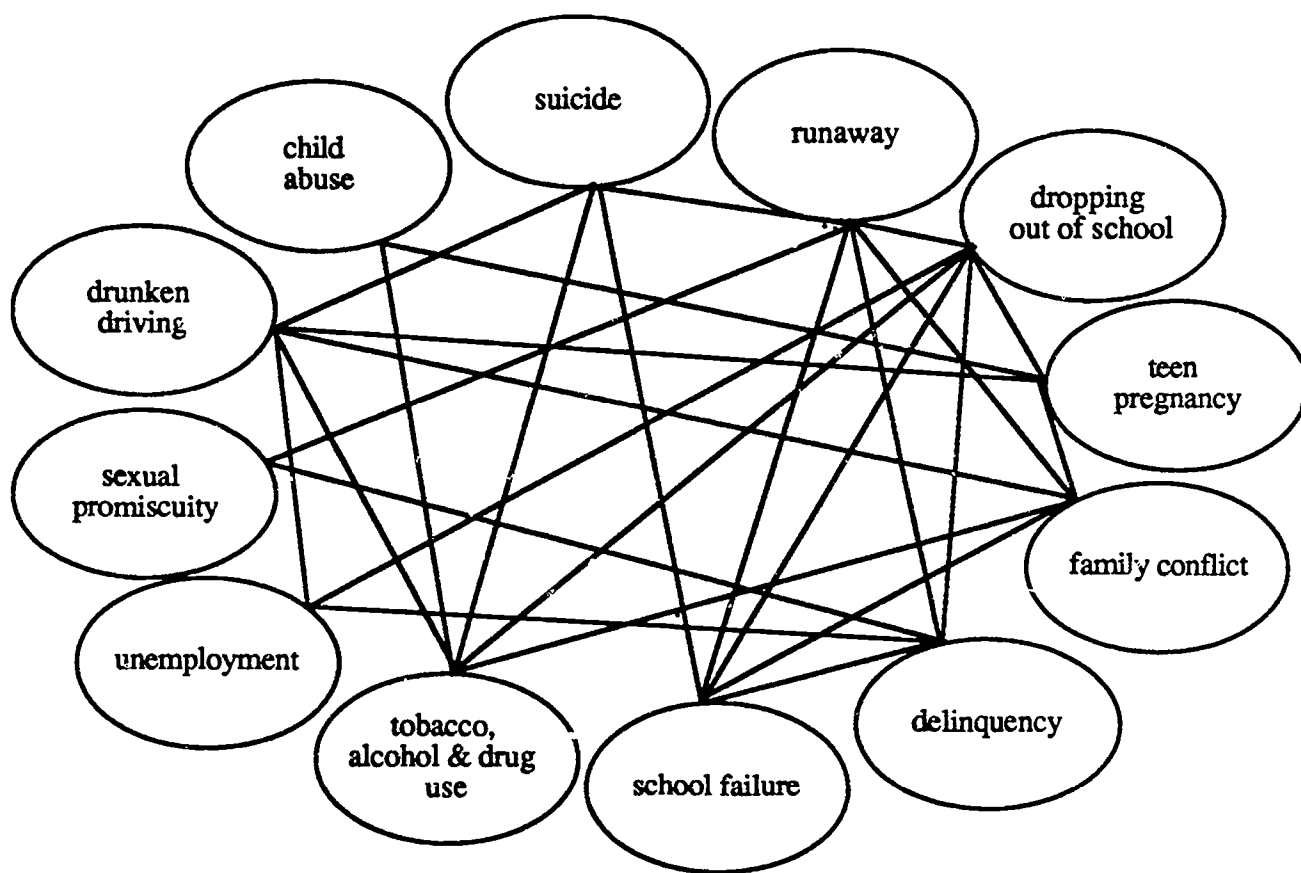 suicide
runaway
child
abuse
dropping
out of school
drunken
driving
teen
pregnancy
sexual
promiscuity
family conflict
unemployment
tobacco,
alcohol & drug
use
school failure
delinquency